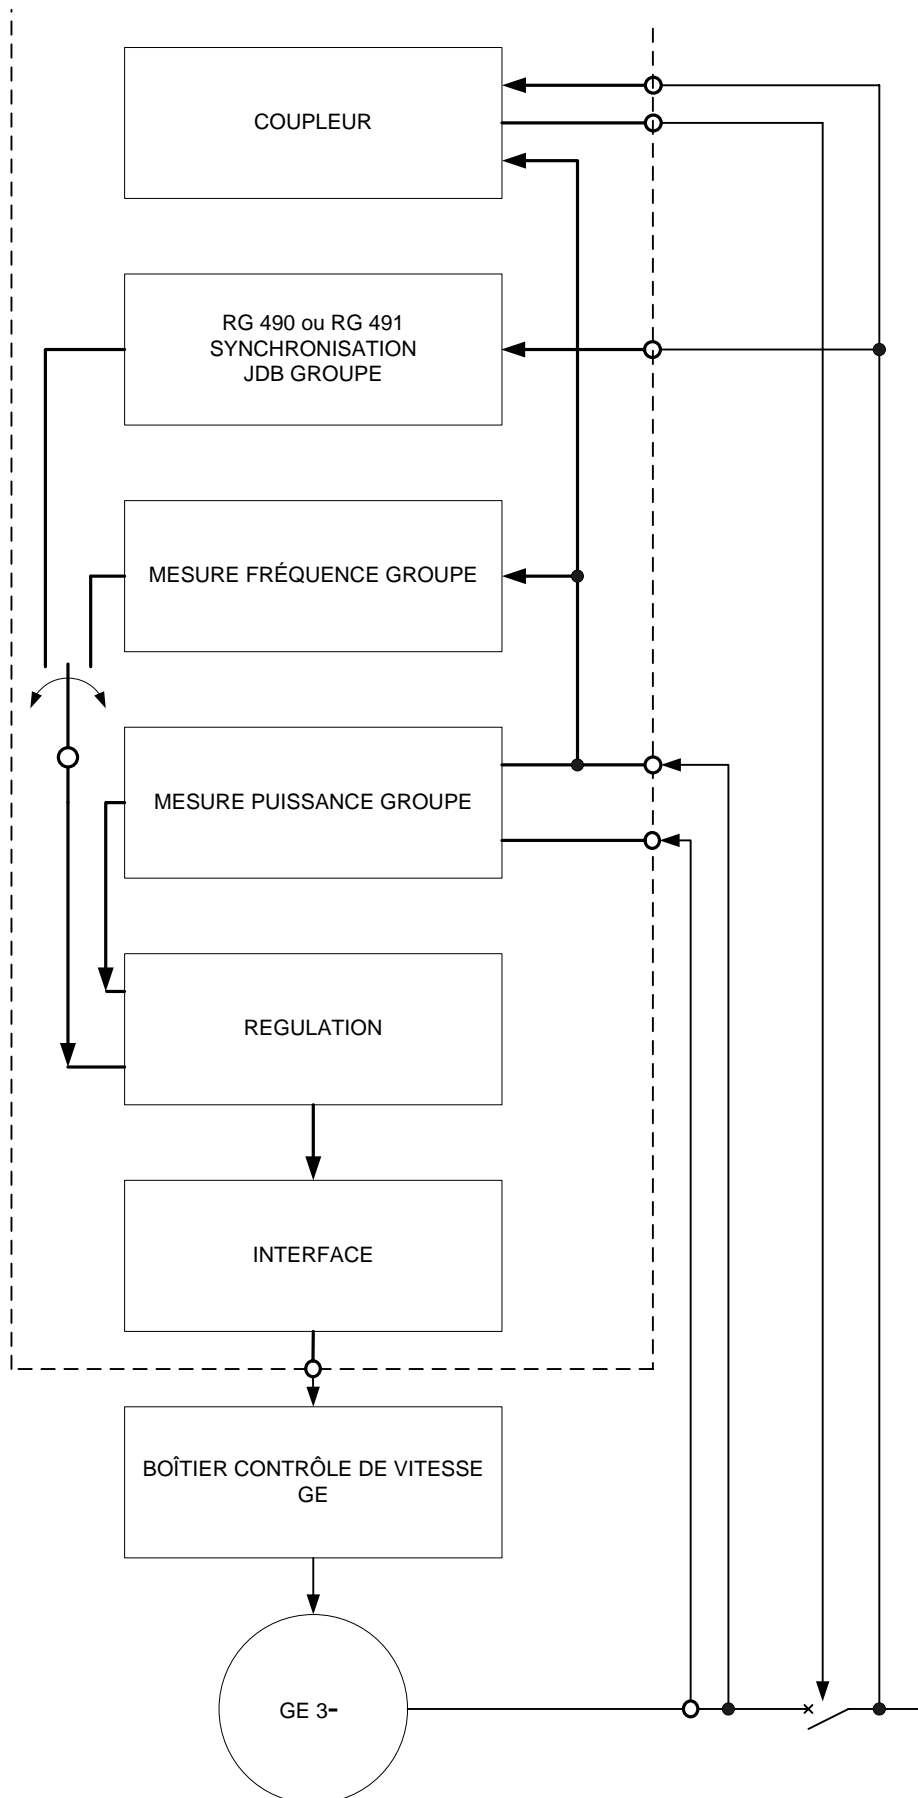 COUPLEUR
RG 490 ou RG 491
SYNCHRONISATION
JDB GROUPE
MESURE FRÉQUENCE GROUPE
MESURE PUISSANCE GROUPE
REGULATION
INTERFACE
BOÎTIER CONTRÔLE DE VITESSE
GE
GE 3-